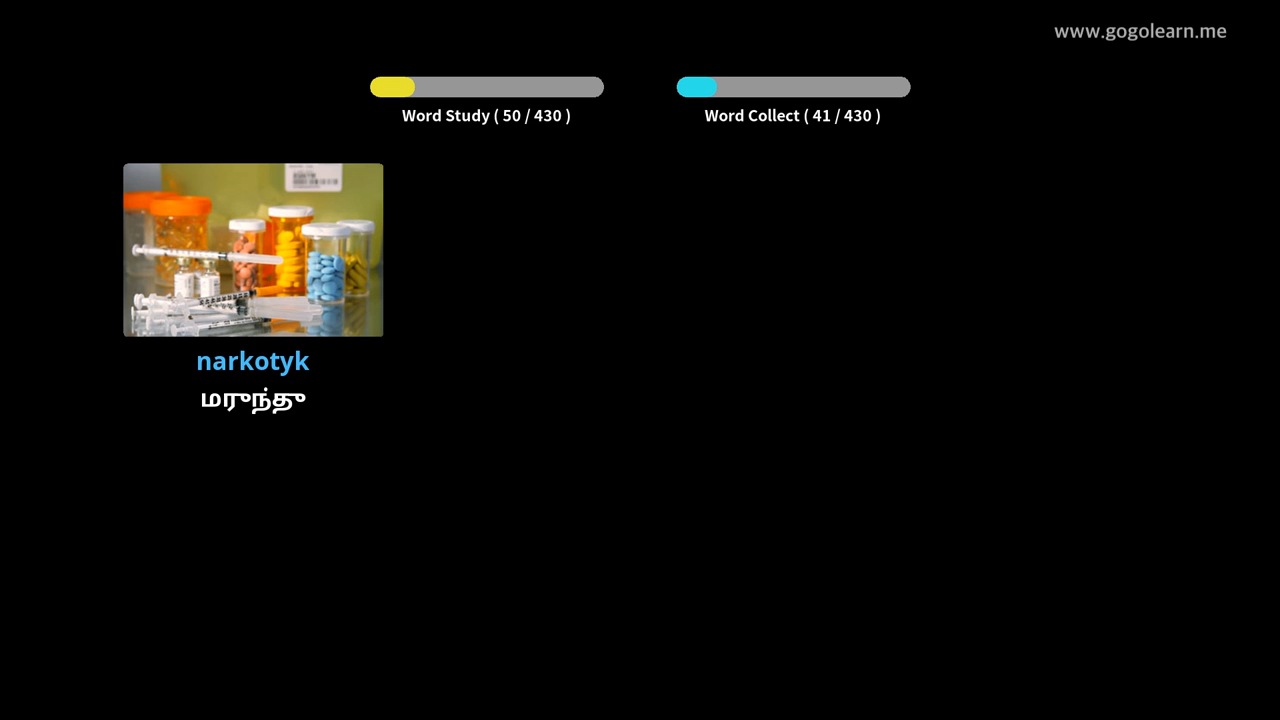 www.gogolearn.me
Word Study ( 50 / 430 )
Word Collect ( 41 / 430 )
narkotyk
மருந்து